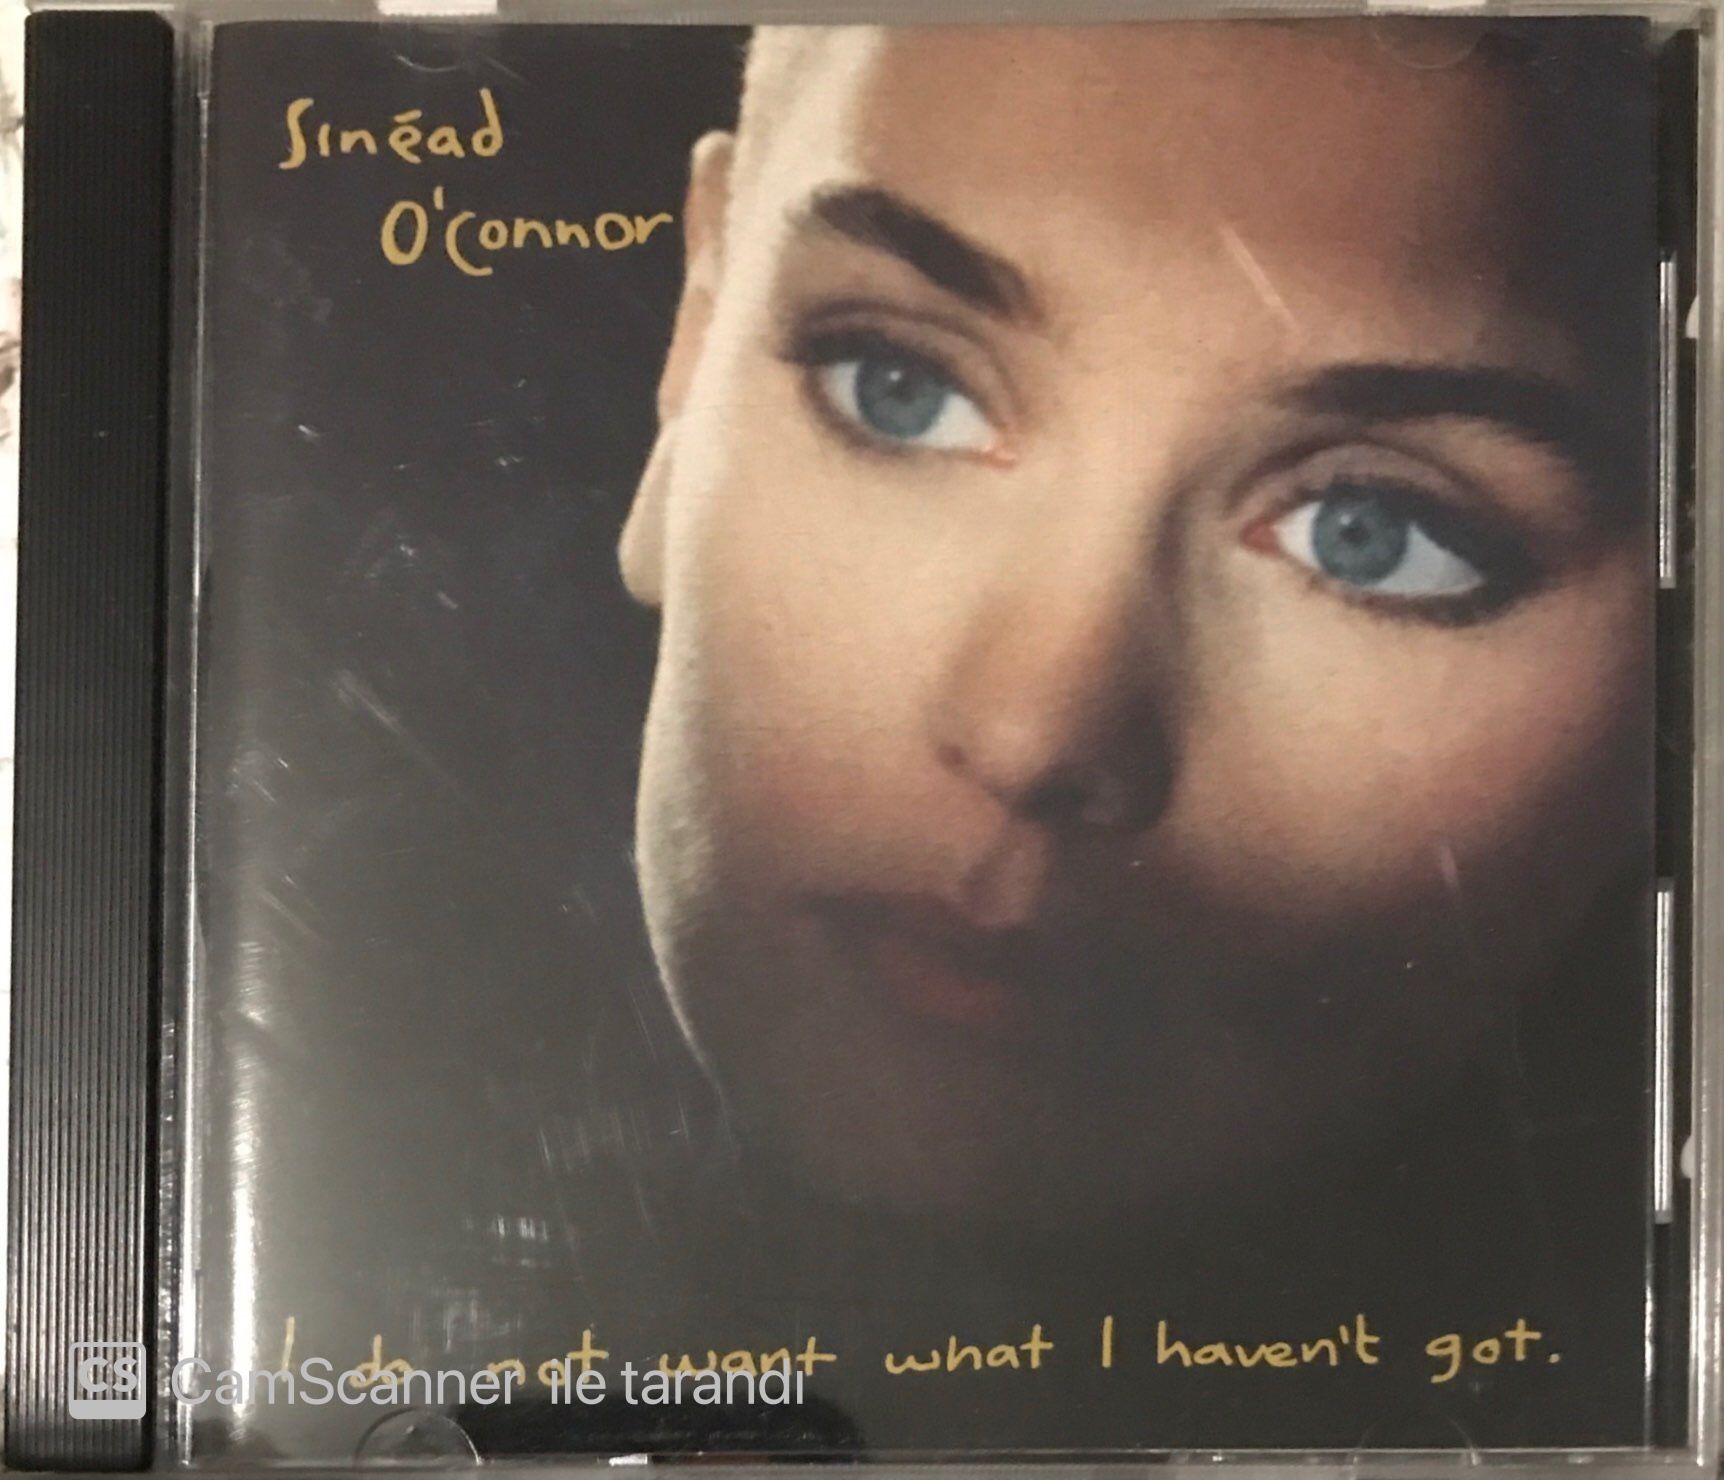 Sinéad
O'Connor
I do not want what I haven't got.
CS CamScanner ile tarandı